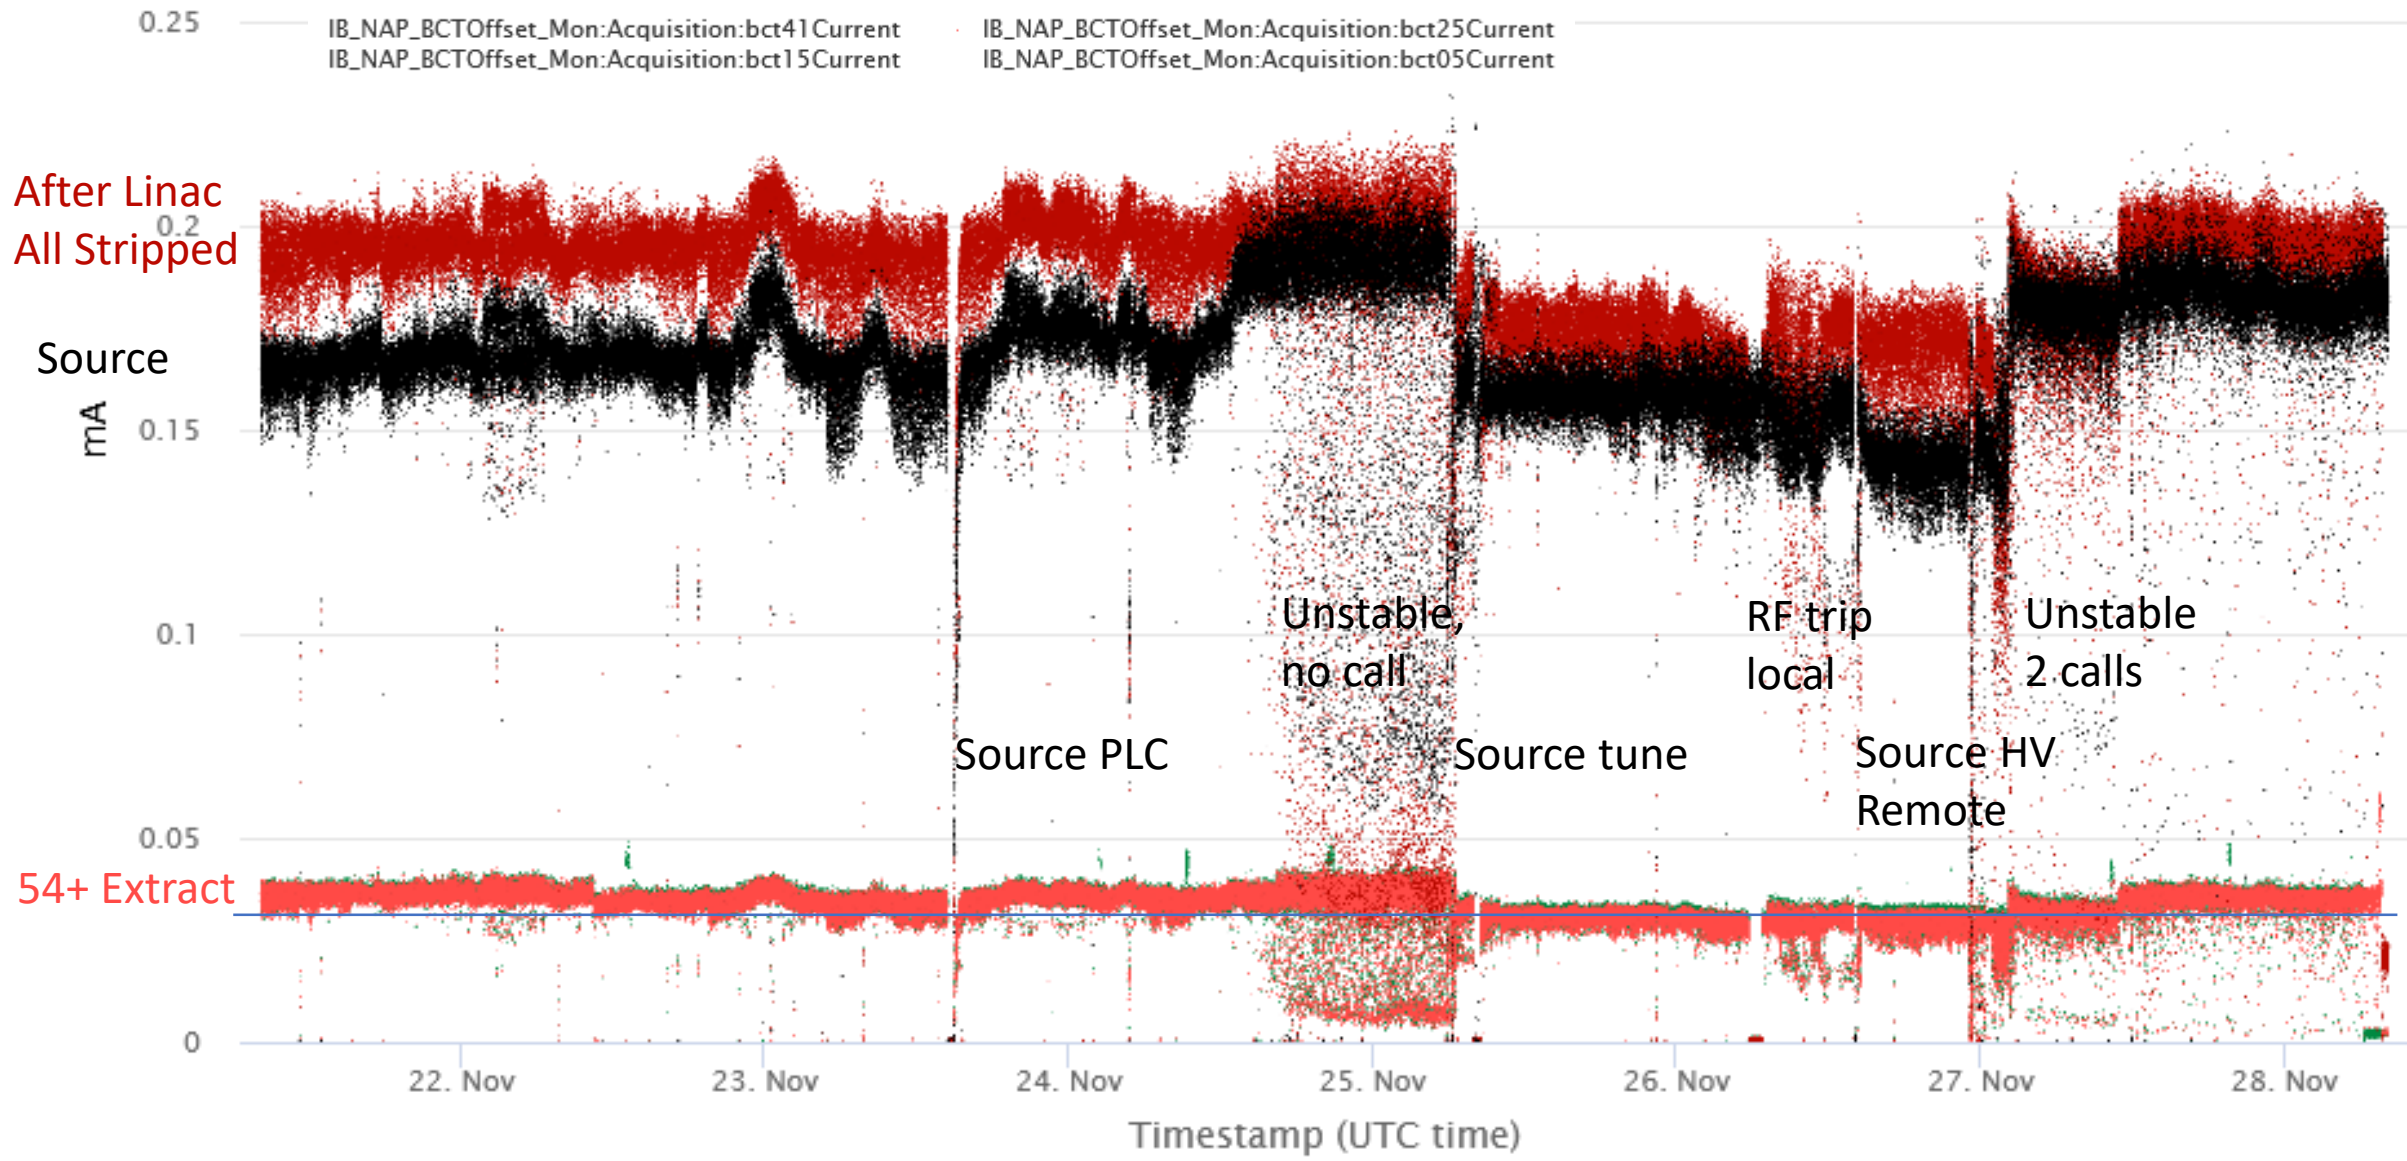 0.25
IB_NAP_BCTOffset_Mon:Acquisition:bct41Current
IB_NAP_BCTOffset_Mon:Acquisition:bct25Current
IB_NAP_BCTOffset_Mon:Acquisition:bct15Current
IB_NAP_BCTOffset_Mon:Acquisition:bct05Current
After Linac
All Stripped
0.2
Source
mA
0.15
0.1
Unstable,
no call
RF trip
local
Unstable
2 calls
Source PLC
Source tune
Source HV
Remote
0.05
54+ Extract
0
22. Nov
23. Nov
24. Nov
25. Nov
26. Nov
27. Nov
28. Nov
Timestamp (UTC time)